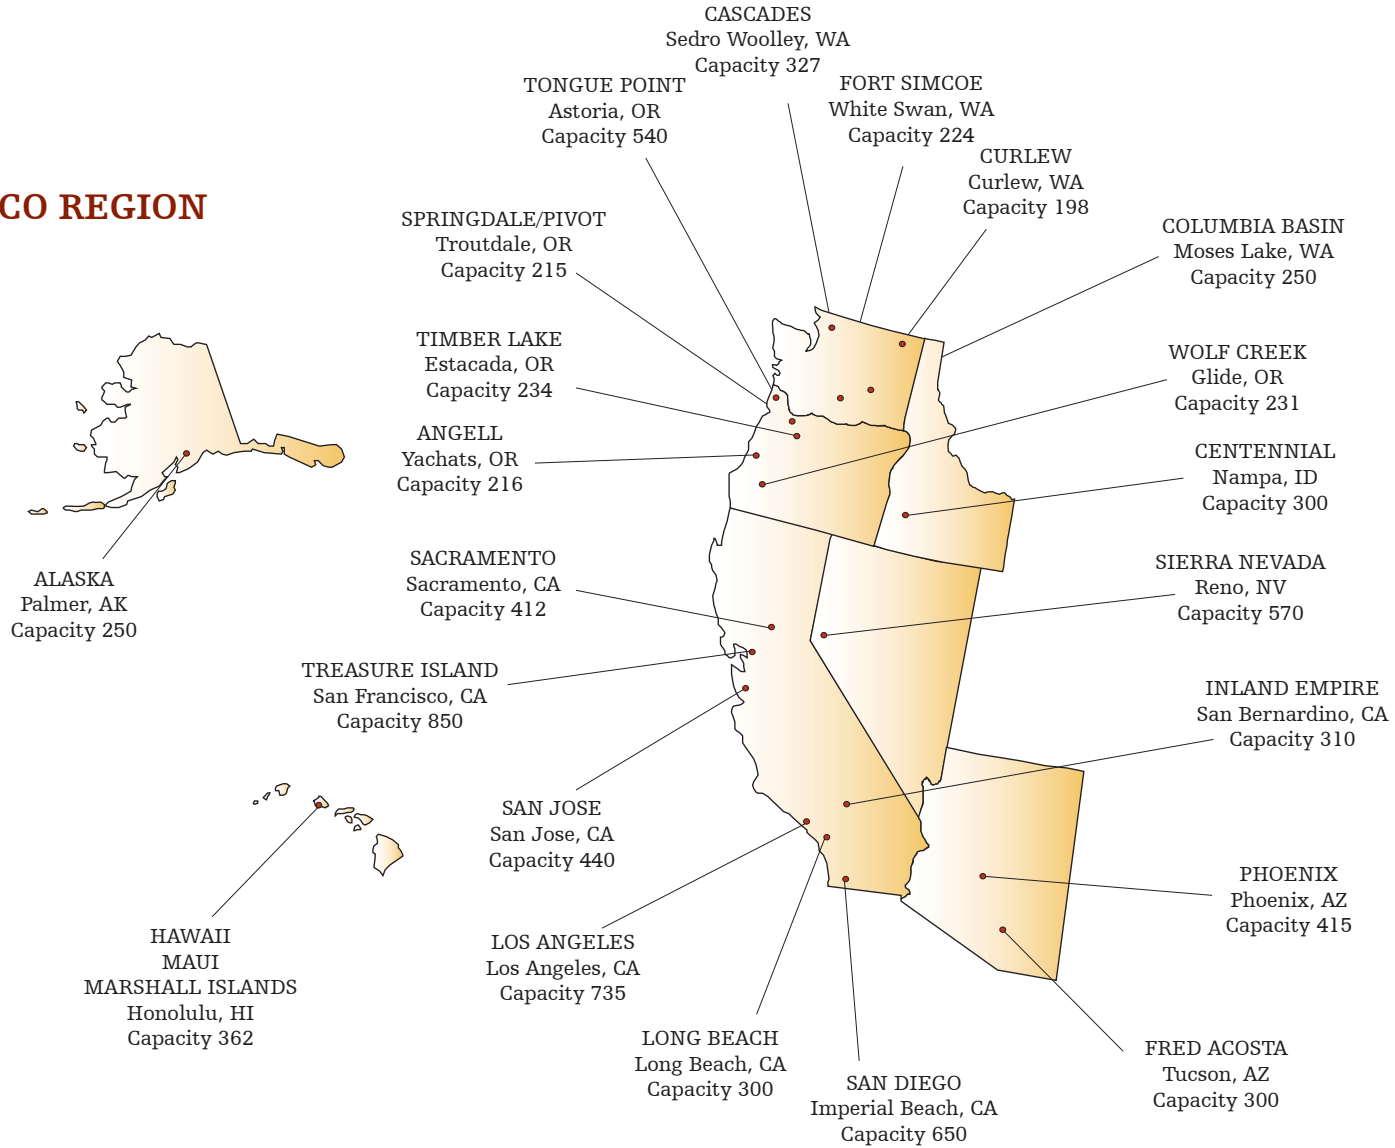 CO REGION
CASCADES
Sedro Woolley, WA
Capacity 327
TONGUE POINT
Astoria, OR
Capacity 540
FORT SIMCOE
White Swan, WA
Capacity 224
CURLEW
Curlew, WA
Capacity 198
SPRINGDALE/PIVOT
Troutdale, OR
Capacity 215
COLUMBIA BASIN
Moses Lake, WA
Capacity 250
TIMBER LAKE
Estacada, OR
Capacity 234
WOLF CREEK
Glide, OR
Capacity 231
ANGELL
Yachats, OR
Capacity 216
CENTENNIAL
Nampa, ID
Capacity 300
ALASKA
Palmer, AK
Capacity 250
SACRAMENTO
Sacramento, CA
Capacity 412
SIERRA NEVADA
Reno, NV
Capacity 570
TREASURE ISLAND
San Francisco, CA
Capacity 850
INLAND EMPIRE
San Bernardino, CA
Capacity 310
SAN JOSE
San Jose, CA
Capacity 440
PHOENIX
Phoenix, AZ
Capacity 415
HAWAII
MAUI
MARSHALL ISLANDS
Honolulu, HI
Capacity 362
LOS ANGELES
Los Angeles, CA
Capacity 735
LONG BEACH
Long Beach, CA
Capacity 300
SAN DIEGO
Imperial Beach, CA
Capacity 650
FRED ACOSTA
Tucson, AZ
Capacity 300